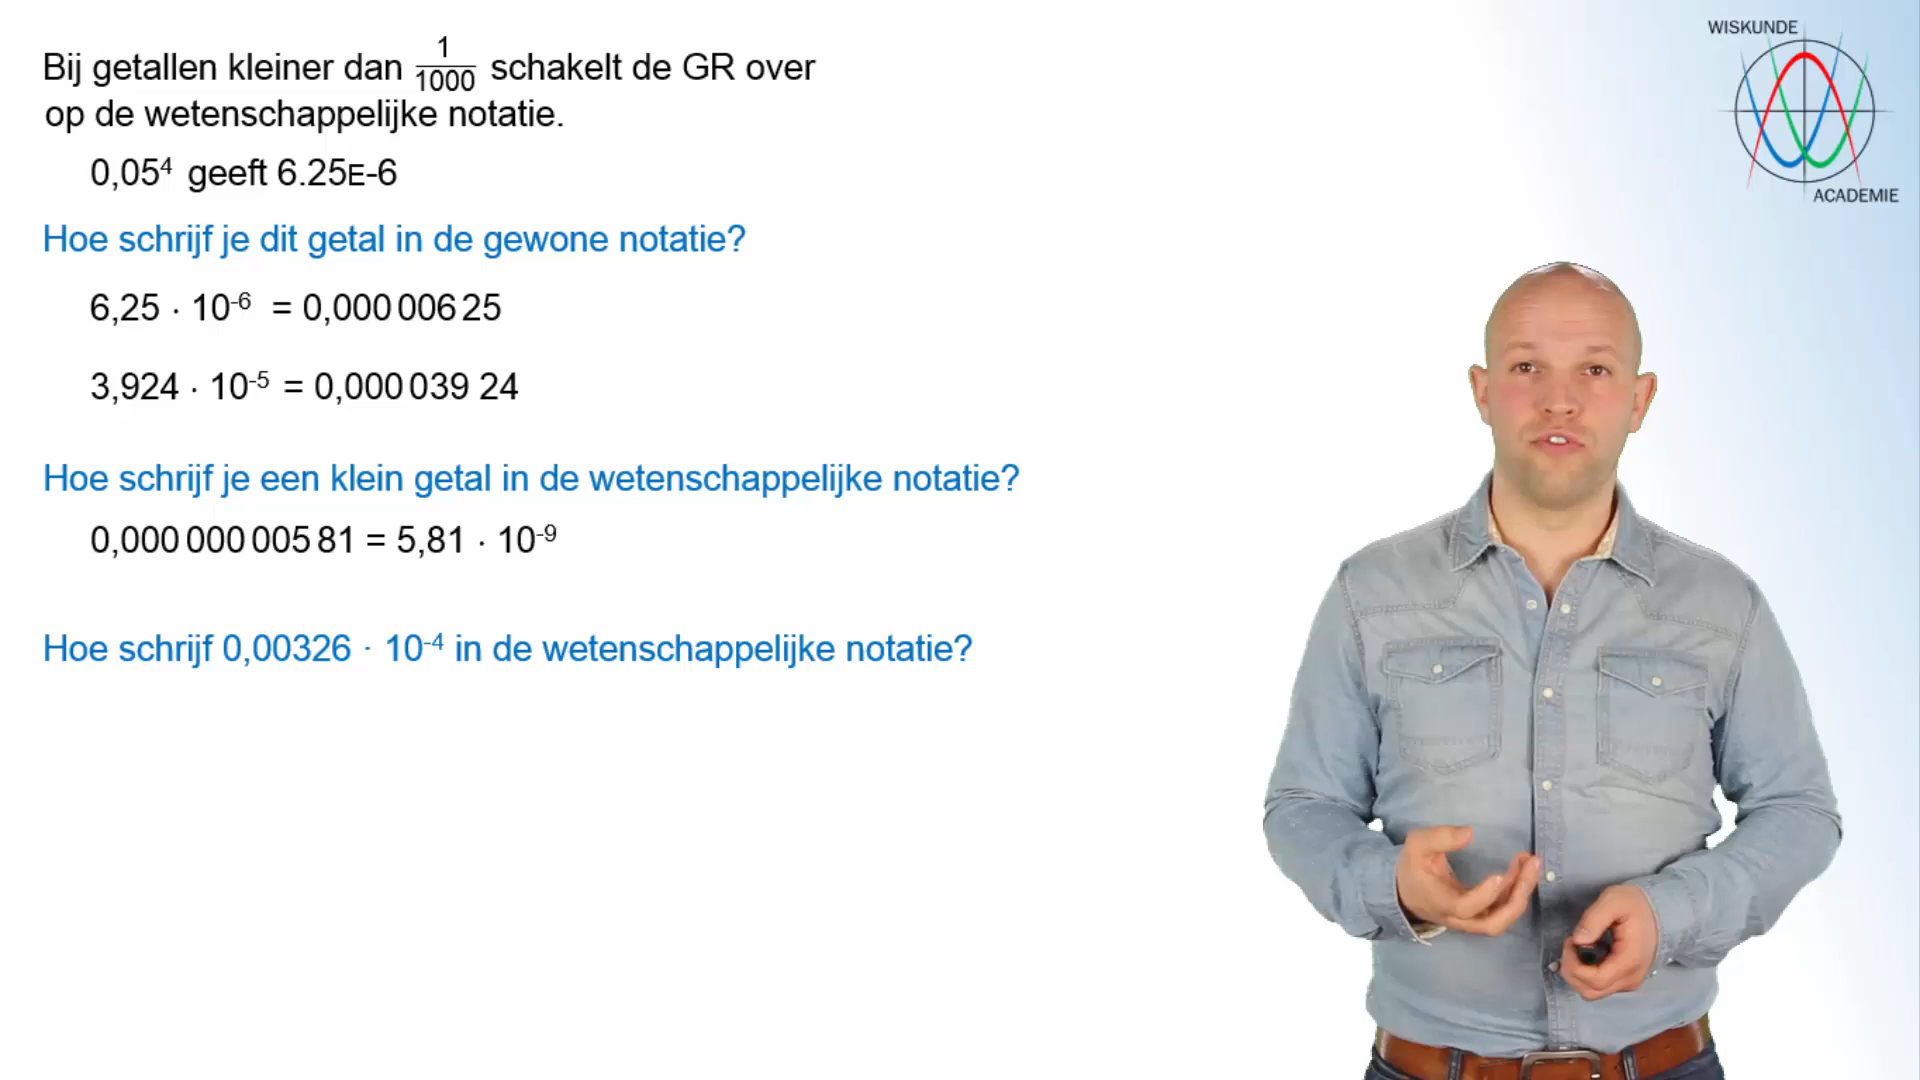 Bij getallen kleiner dan 1/1000 schakelt de GR over
op de wetenschappelijke notatie.
0,05⁴ geeft 6.25E-6
Hoe schrijf je dit getal in de gewone notatie?
6,25 · 10⁻⁶ = 0,000 006 25
3,924 · 10⁻⁵ = 0,000 039 24
Hoe schrijf je een klein getal in de wetenschappelijke notatie?
0,000 000 005 81 = 5,81 · 10⁻⁹
Hoe schrijf 0,00326 · 10⁻⁴ in de wetenschappelijke notatie?
WISKUNDE
ACADEMIE